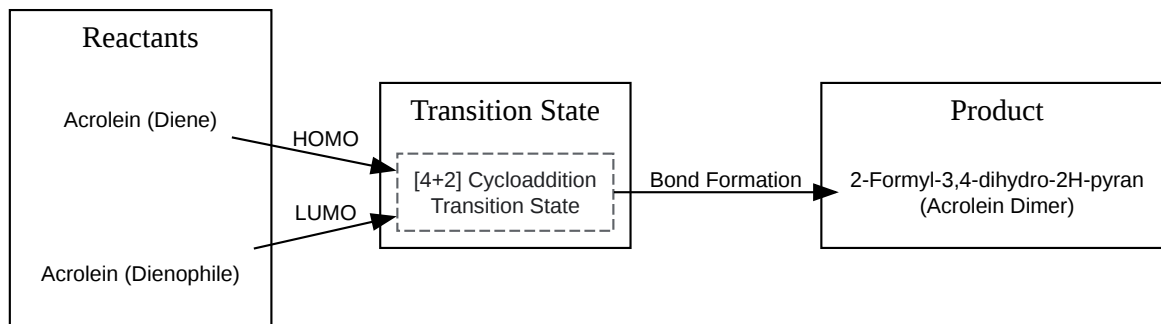 Reactants
Acrolein (Diene)
Acrolein (Dienophile)
HOMO
LUMO
Transition State
[4+2] Cycloaddition
Transition State
Bond Formation
Product
2-Formyl-3,4-dihydro-2H-pyran
(Acrolein Dimer)